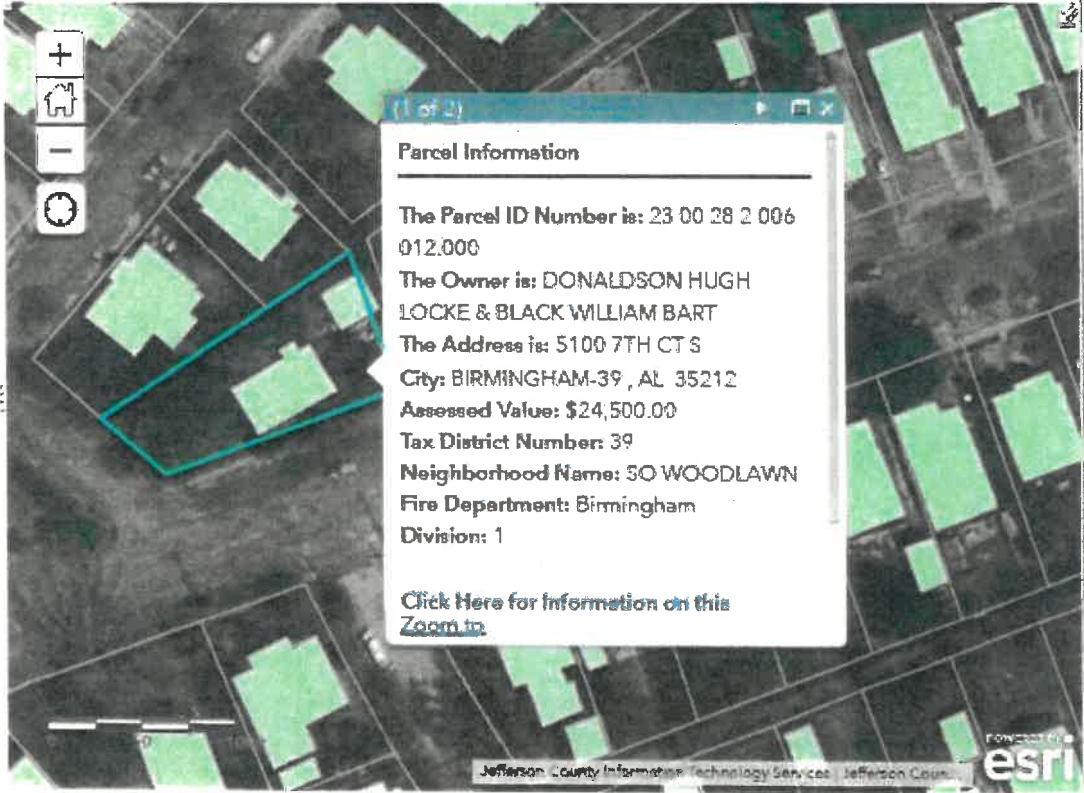 (1 of 2)
Parcel Information
The Parcel ID Number is: 23 00 28 2 006
012.000
The Owner is: DONALDSON HUGH
LOCKE & BLACK WILLIAM BART
The Address is: 5100 7TH CT S
City: BIRMINGHAM-39 , AL 35212
Assessed Value: $24,500.00
Tax District Number: 39
Neighborhood Name: SO WOODLAWN
Fire Department: Birmingham
Division: 1
Click Here for Information on this
Zoom to
Jefferson County Information Technology Services | Jefferson Coun...
POWERED BY
esri